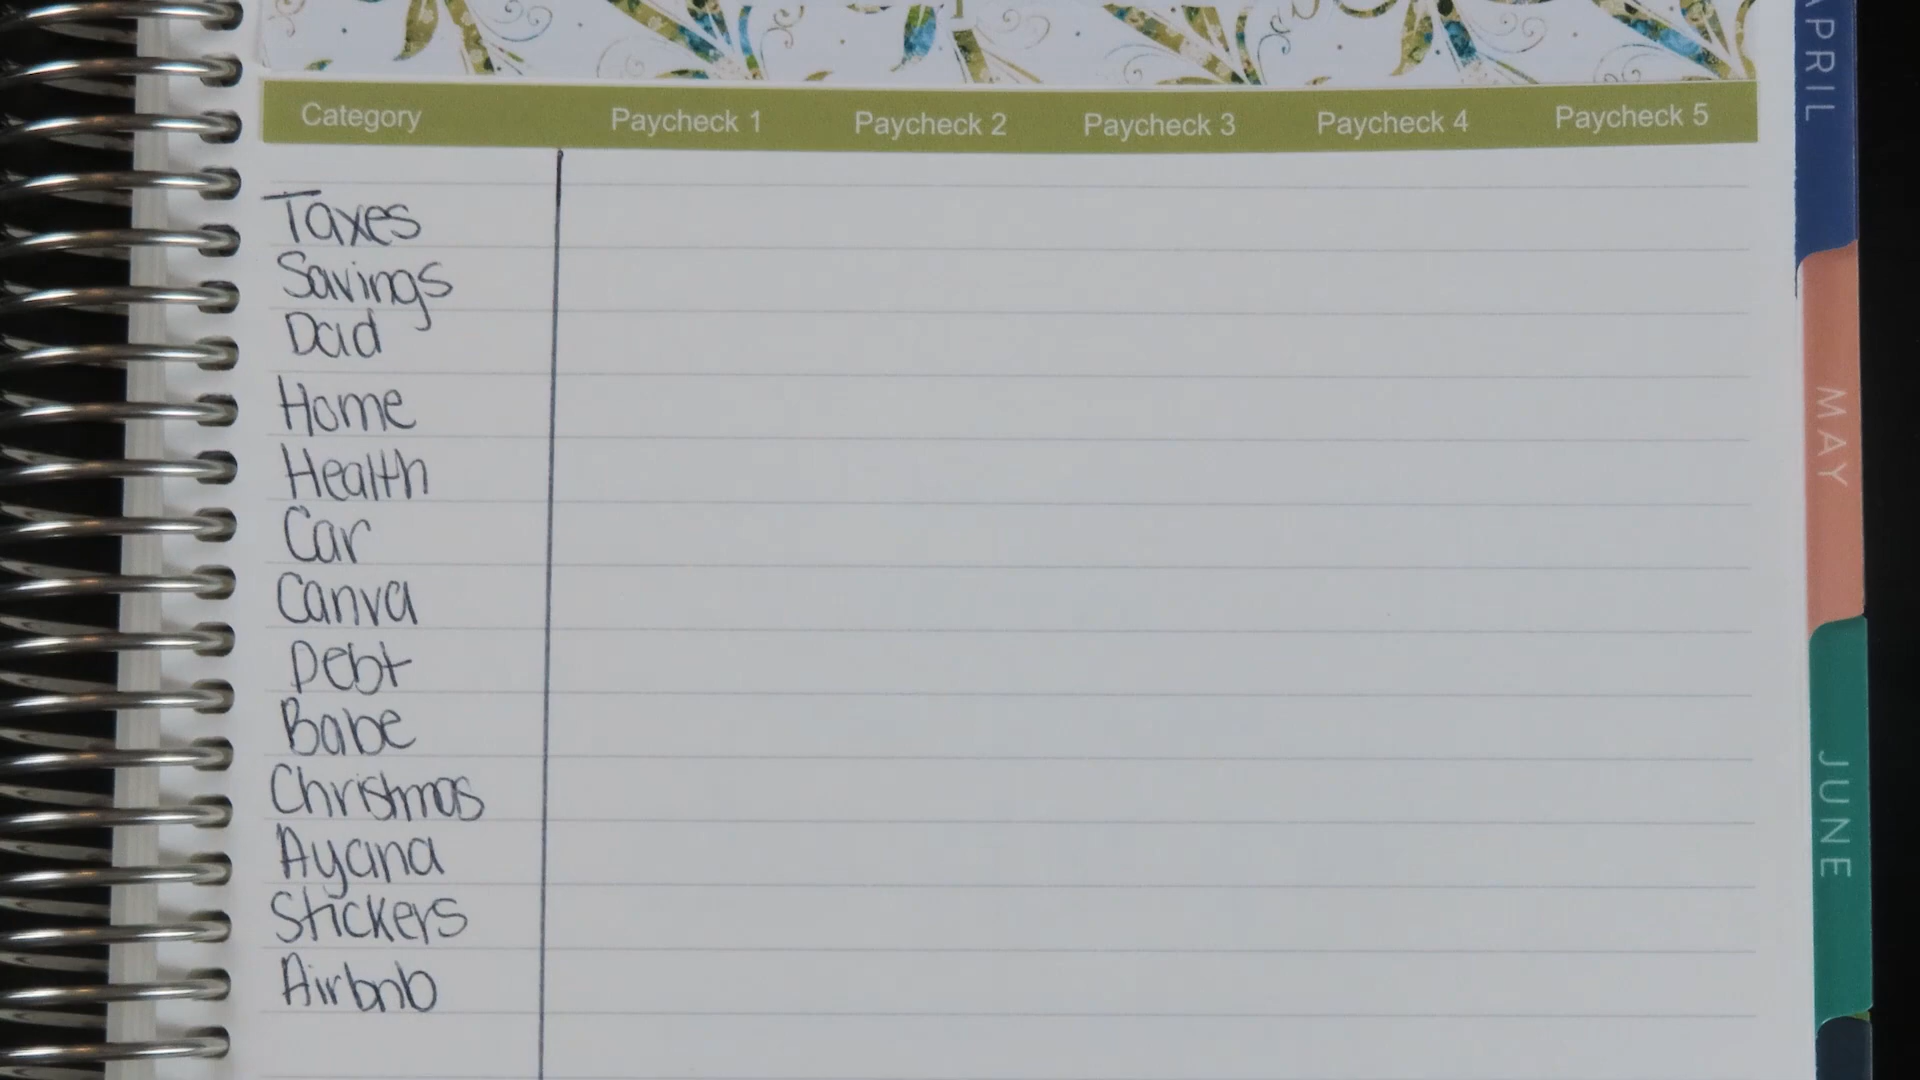 Category Paycheck 1 Paycheck 2 Paycheck 3 Paycheck 4 Paycheck 5
Taxes
Savings
Dad
Home
Health
Car
Canva
Debt
Babe
Christmas
Ayana
Stickers
Airbnb
APRIL
MAY
JUNE